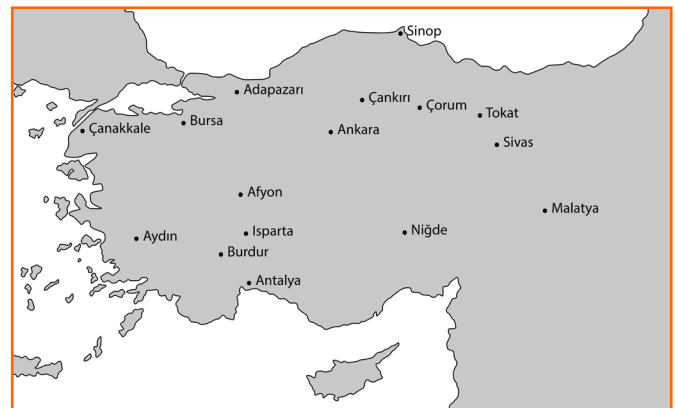 Sinop
Adapazarı
Çankırı
Çorum
Tokat
Çanakkale
Bursa
Ankara
Sivas
Afyon
Malatya
Aydın
Isparta
Niğde
Burdur
Antalya